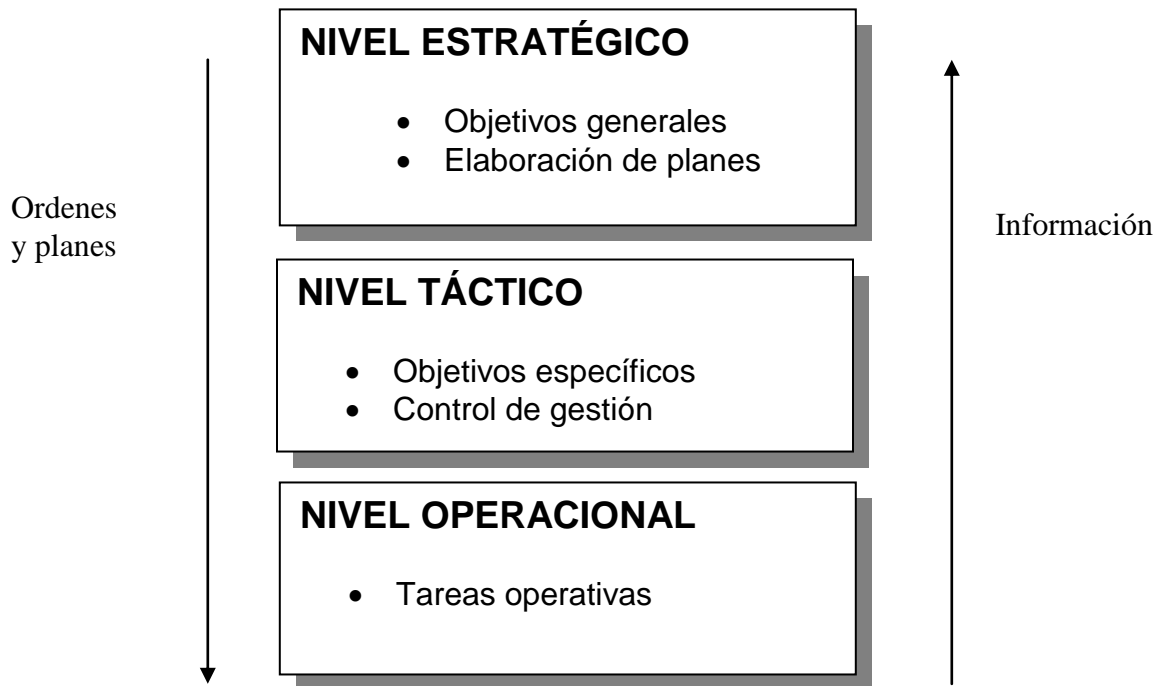 NIVEL ESTRATÉGICO
• Objetivos generales
• Elaboración de planes
Ordenes
y planes
Información
NIVEL TÁCTICO
• Objetivos específicos
• Control de gestión
NIVEL OPERACIONAL
• Tareas operativas